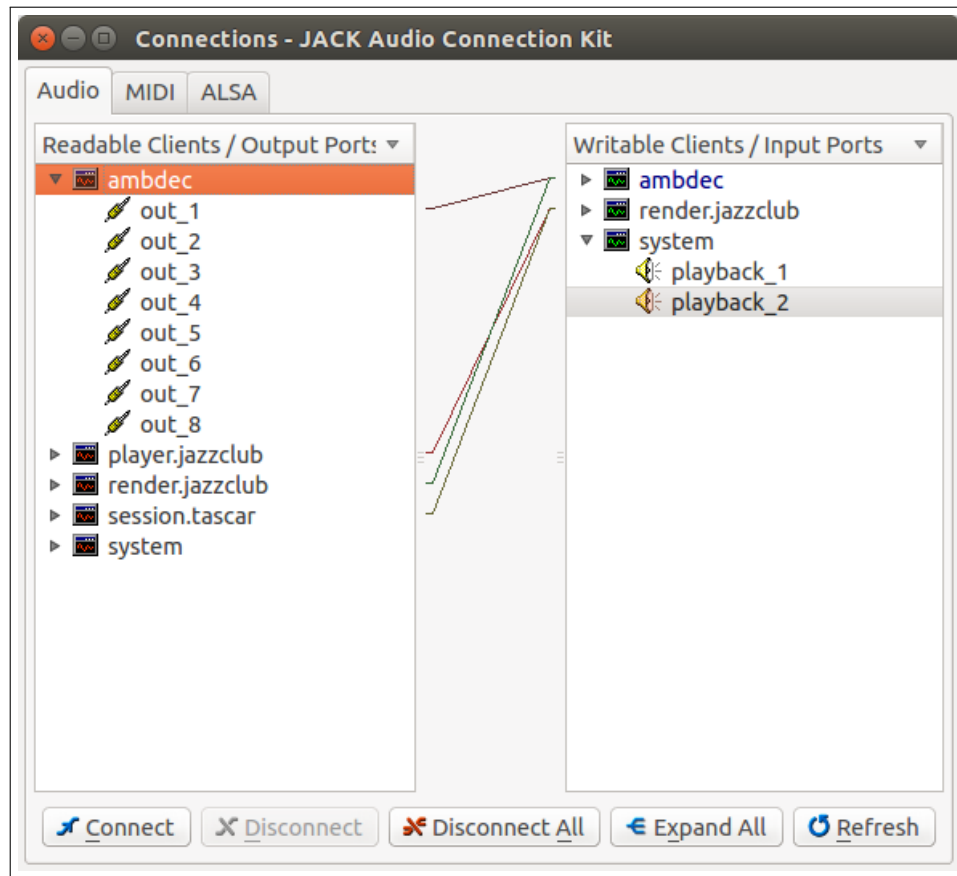 Connections - JACK Audio Connection Kit
Audio MIDI ALSA
Readable Clients / Output Ports
Writable Clients / Input Ports
ambdec
out_1
out_2
out_3
out_4
out_5
out_6
out_7
out_8
player.jazzclub
render.jazzclub
session.tascar
system
ambdec
render.jazzclub
system
playback_1
playback_2
Connect Disconnect Disconnect All Expand All Refresh